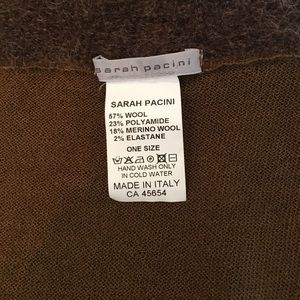 sarah pacini
SARAH PACINI
57% WOOL
23% POLYAMIDE
18% MERINO WOOL
2% ELASTANE
ONE SIZE
HAND WASH ONLY
IN COLD WATER
MADE IN ITALY
CA 45654